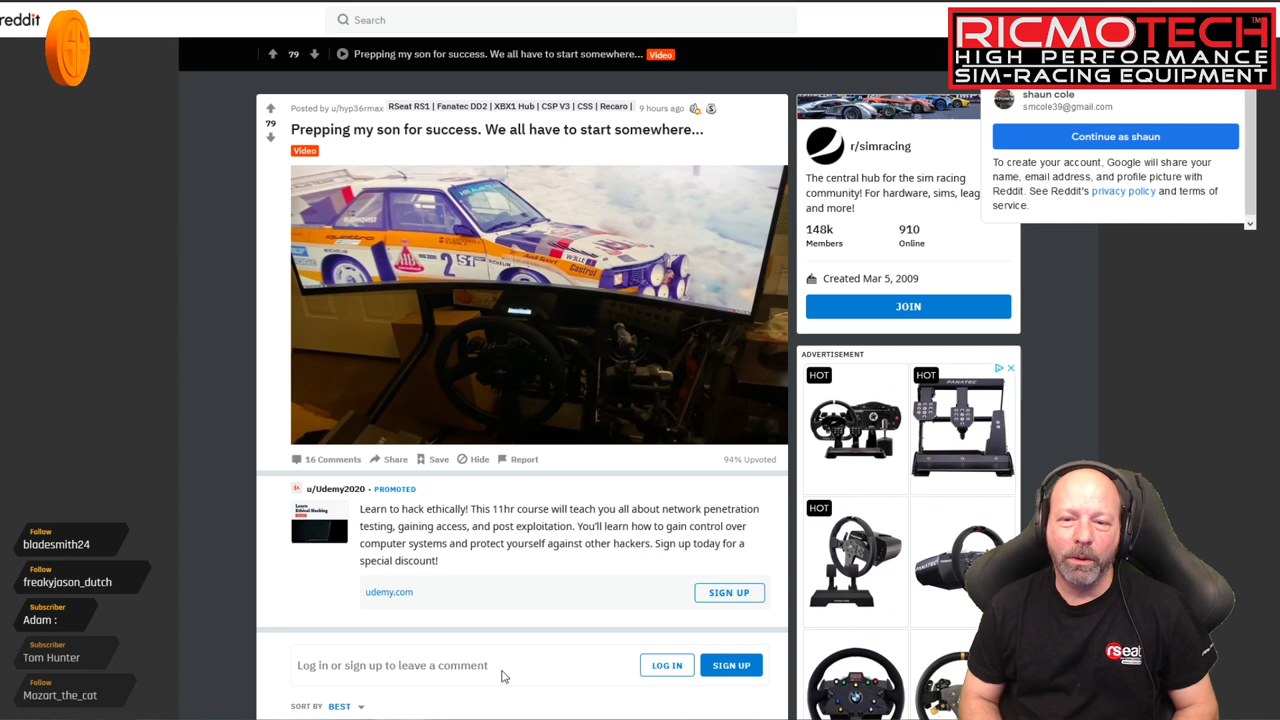 reddit
Search
79
Prepping my son for success. We all have to start somewhere... Video
RICMOTECH™
HIGH PERFORMANCE
SIM-RACING EQUIPMENT
Posted by u/hyp36rmax RSeat RS1 | Fanatec DD2 | XBX1 Hub | CSP V3 | CSS | Recaro | 9 hours ago
79
Prepping my son for success. We all have to start somewhere...
Video
quattro
HB
2
S1
MICHELIN
Audi Sport
Castrol
16 Comments Share Save Hide Report 94% Upvoted
u/Udemy2020 • PROMOTED
Learn to hack ethically! This 11hr course will teach you all about network penetration
testing, gaining access, and post exploitation. You'll learn how to gain control over
computer systems and protect yourself against other hackers. Sign up today for a
special discount!
udemy.com SIGN UP
Log in or sign up to leave a comment LOG IN SIGN UP
SORT BY BEST
shaun cole
smcole39@gmail.com
Continue as shaun
To create your account, Google will share your
name, email address, and profile picture with
Reddit. See Reddit's privacy policy and terms of
service.
r/simracing
The central hub for the sim racing
community! For hardware, sims, leag
and more!
148k 910
Members Online
Created Mar 5, 2009
JOIN
ADVERTISEMENT
HOT HOT
FANATEC
HOT
rseat
Follow
bladesmith24
Follow
freakyjason_dutch
Subscriber
Adam :
Subscriber
Tom Hunter
Follow
Mozart_the_cat